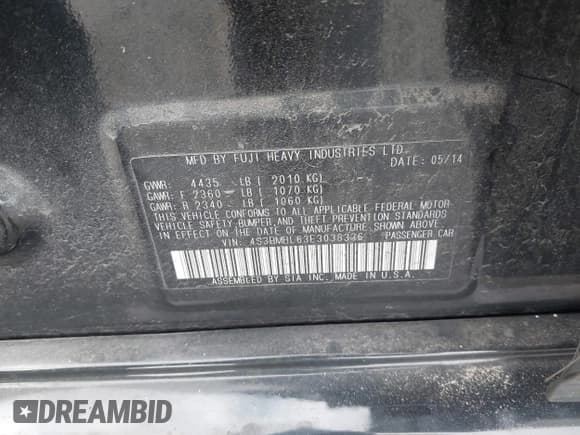 MFD BY FUJI HEAVY INDUSTRIES LTD.
DATE: 05/14
GVWR: 4435 LB ( 2010 KG)
GAWR: F 2360 LB ( 1070 KG)
GAWR: R 2340 LB ( 1060 KG)
THIS VEHICLE CONFORMS TO ALL APPLICABLE FEDERAL MOTOR
VEHICLE SAFETY, BUMPER AND THEFT PREVENTION STANDARDS
IN EFFECT ON THE DATE OF MANUFACTURE SHOWN ABOVE.
VIN: 4S3BMBL63E3038336 PASSENGER CAR
ASSEMBLED BY SIA INC. MADE IN U.S.A.
DREAMBID